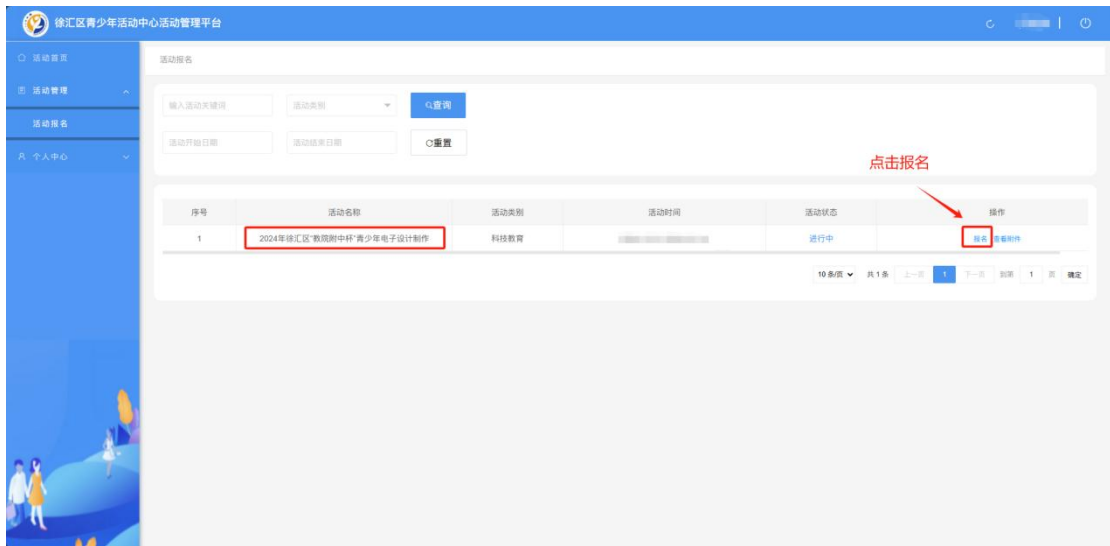 徐汇区青少年活动中心活动管理平台
活动首页
活动报名
活动管理
输入活动关键词 活动类别 查询
活动报名
活动开始日期 活动结束日期 重置
个人中心
点击报名
序号 活动名称 活动类别 活动时间 活动状态 操作
1 2024年徐汇区“教院附中杯”青少年电子设计制作 科技教育 进行中 报名 查看附件
10 条/页 共 1 条 上一页 1 下一页 到第 1 页 确定